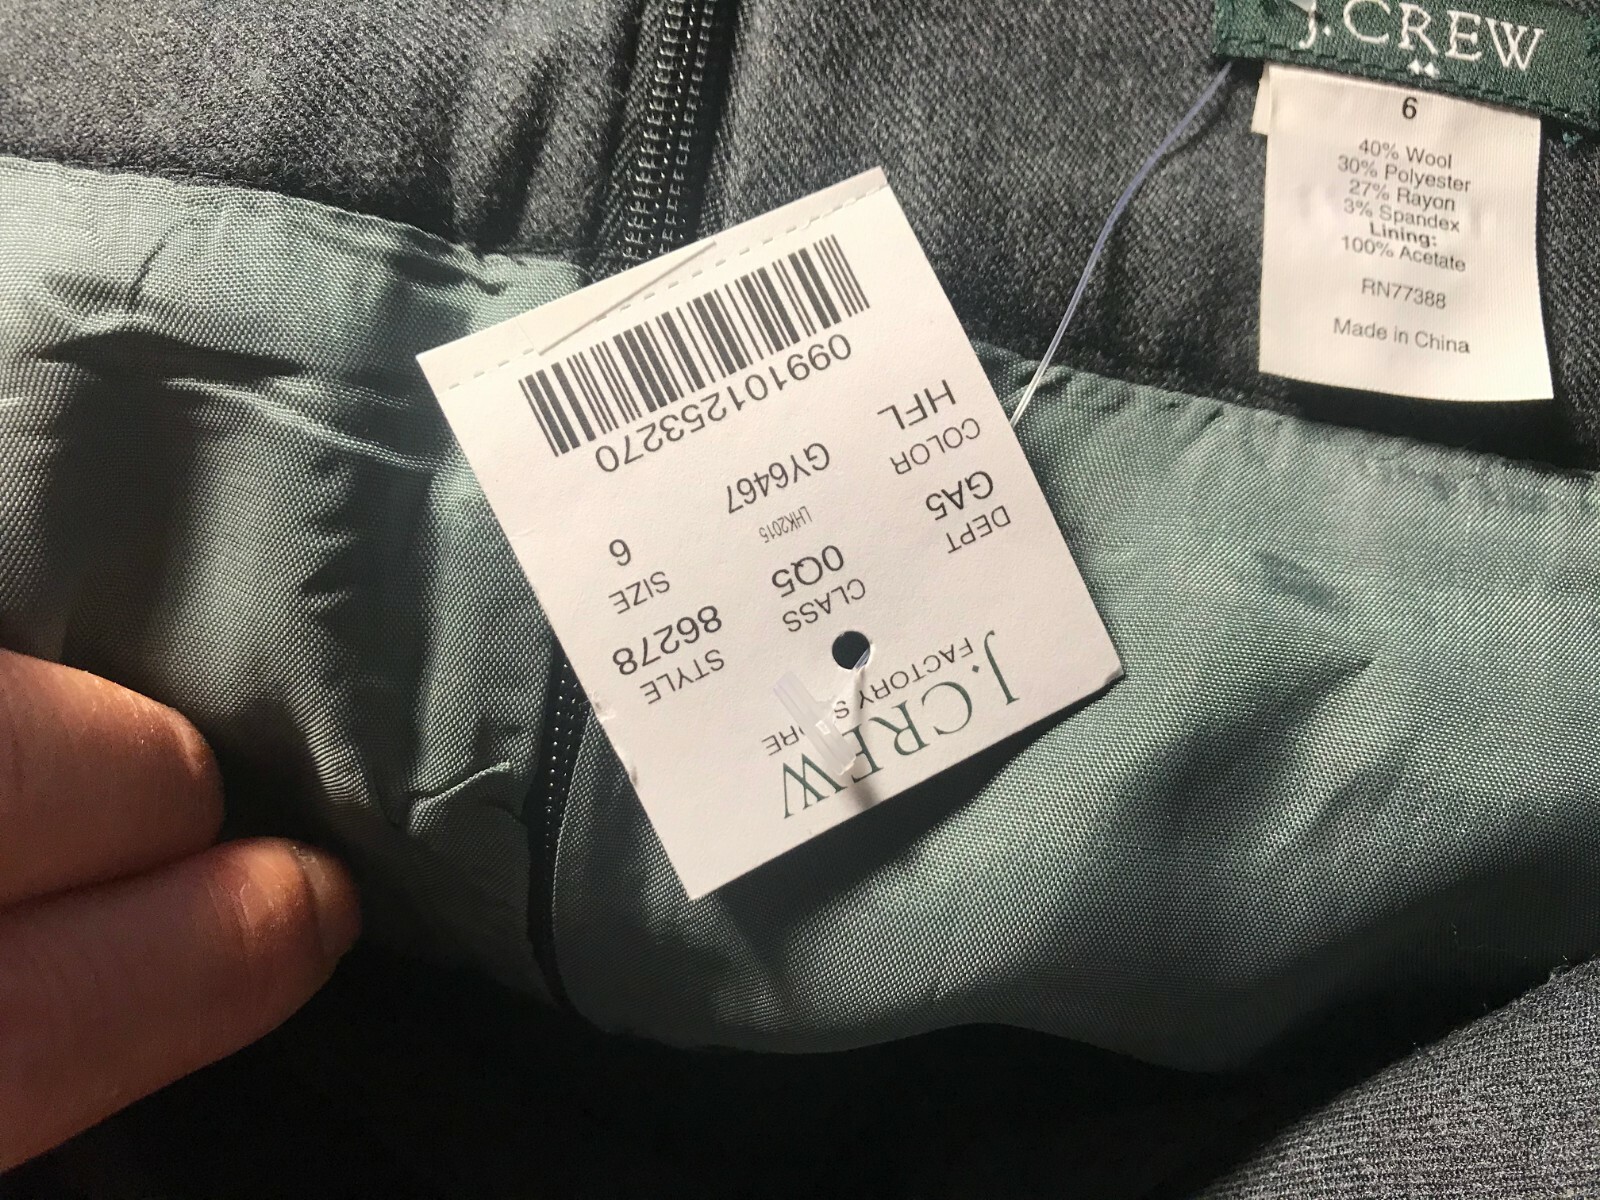 J.CREW
6
40% Wool
30% Polyester
27% Rayon
3% Spandex
Lining:
100% Acetate
RN77388
Made in China
J.CREW
FACTORY S RE
DEPT CLASS STYLE
GA5 0Q5 86278
COLOR LHK2015 SIZE
HFL GY6467 6
099101253270